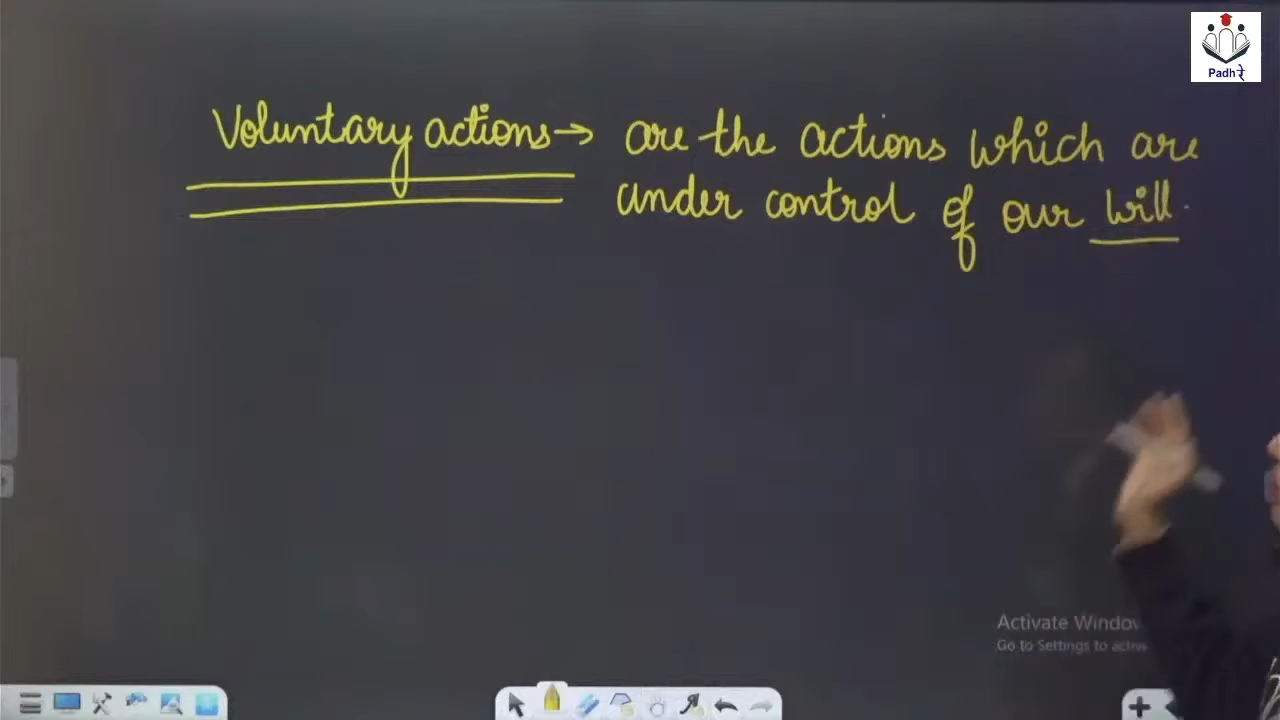 Padhरे
Voluntary actions → are the actions which are
under control of our will.
Activate Window
Go to Settings to activ